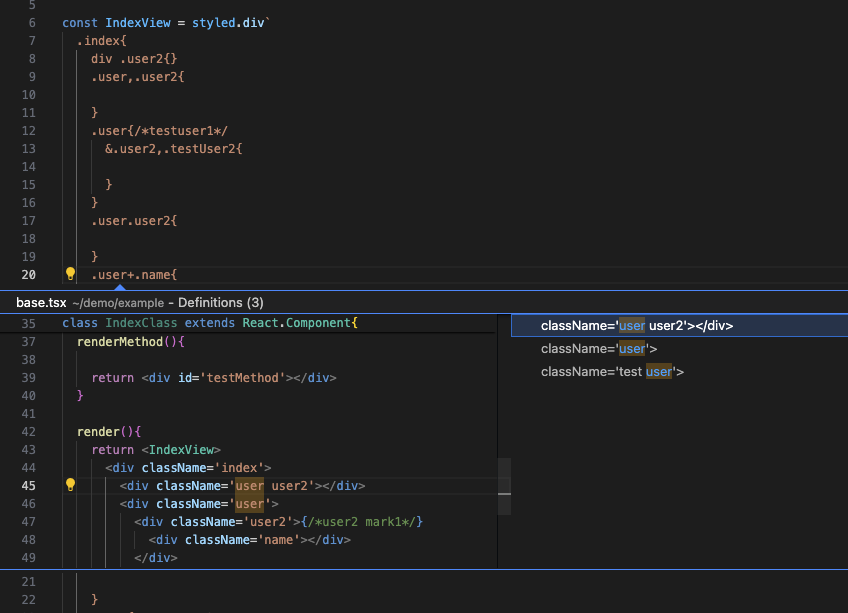 5
6 const IndexView = styled.div`
7 .index{
8 div .user2{}
9 .user,.user2{
10
11 }
12 .user{/*testuser1*/
13 &.user2,.testUser2{
14
15 }
16 }
17 .user.user2{
18
19 }
20 .user+.name{
base.tsx ~/demo/example - Definitions (3)
35 class IndexClass extends React.Component{
37 renderMethod(){
38
39 return <div id='testMethod'></div>
40 }
41
42 render(){
43 return <IndexView>
44 <div className='index'>
45 <div className='user user2'></div>
46 <div className='user'>
47 <div className='user2'>{/*user2 mark1*/}
48 <div className='name'></div>
49 </div>
className='user user2'></div>
className='user'>
className='test user'>
21
22 }